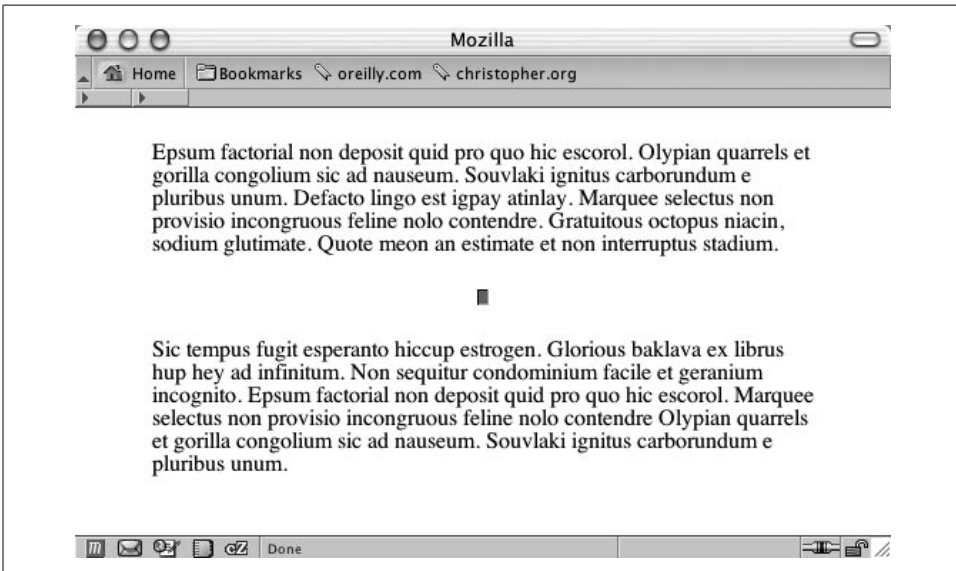 Mozilla
Home Bookmarks oreilly.com christopher.org
Epsum factorial non deposit quid pro quo hic escorol. Olypian quarrels et
gorilla congolium sic ad nauseum. Souvlaki ignitus carborundum e
pluribus unum. Defacto lingo est igpay atinlay. Marquee selectus non
provisio incongruous feline nolo contendre. Gratuitous octopus niacin,
sodium glutimate. Quote meon an estimate et non interruptus stadium.
Sic tempus fugit esperanto hiccup estrogen. Glorious baklava ex librus
hup hey ad infinitum. Non sequitur condominium facile et geranium
incognito. Epsum factorial non deposit quid pro quo hic escorol. Marquee
selectus non provisio incongruous feline nolo contendre Olypian quarrels
et gorilla congolium sic ad nauseum. Souvlaki ignitus carborundum e
pluribus unum.
Done